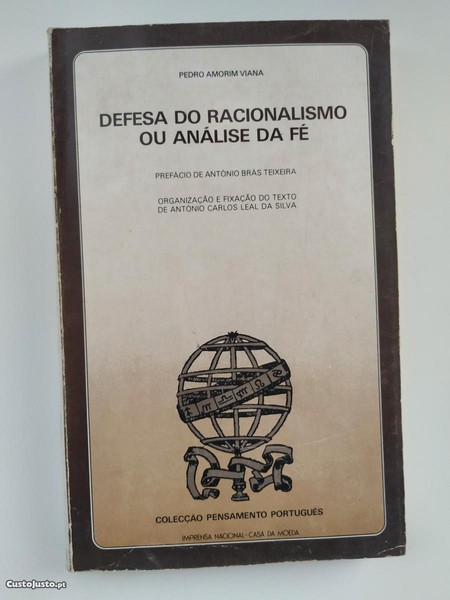 PEDRO AMORIM VIANA
DEFESA DO RACIONALISMO
OU ANÁLISE DA FÉ
PREFÁCIO DE ANTÓNIO BRÁS TEIXEIRA
ORGANIZAÇÃO E FIXAÇÃO DO TEXTO
DE ANTÓNIO CARLOS LEAL DA SILVA
COLECÇÃO PENSAMENTO PORTUGUÊS
IMPRENSA NACIONAL - CASA DA MOEDA
CustoJusto.pt